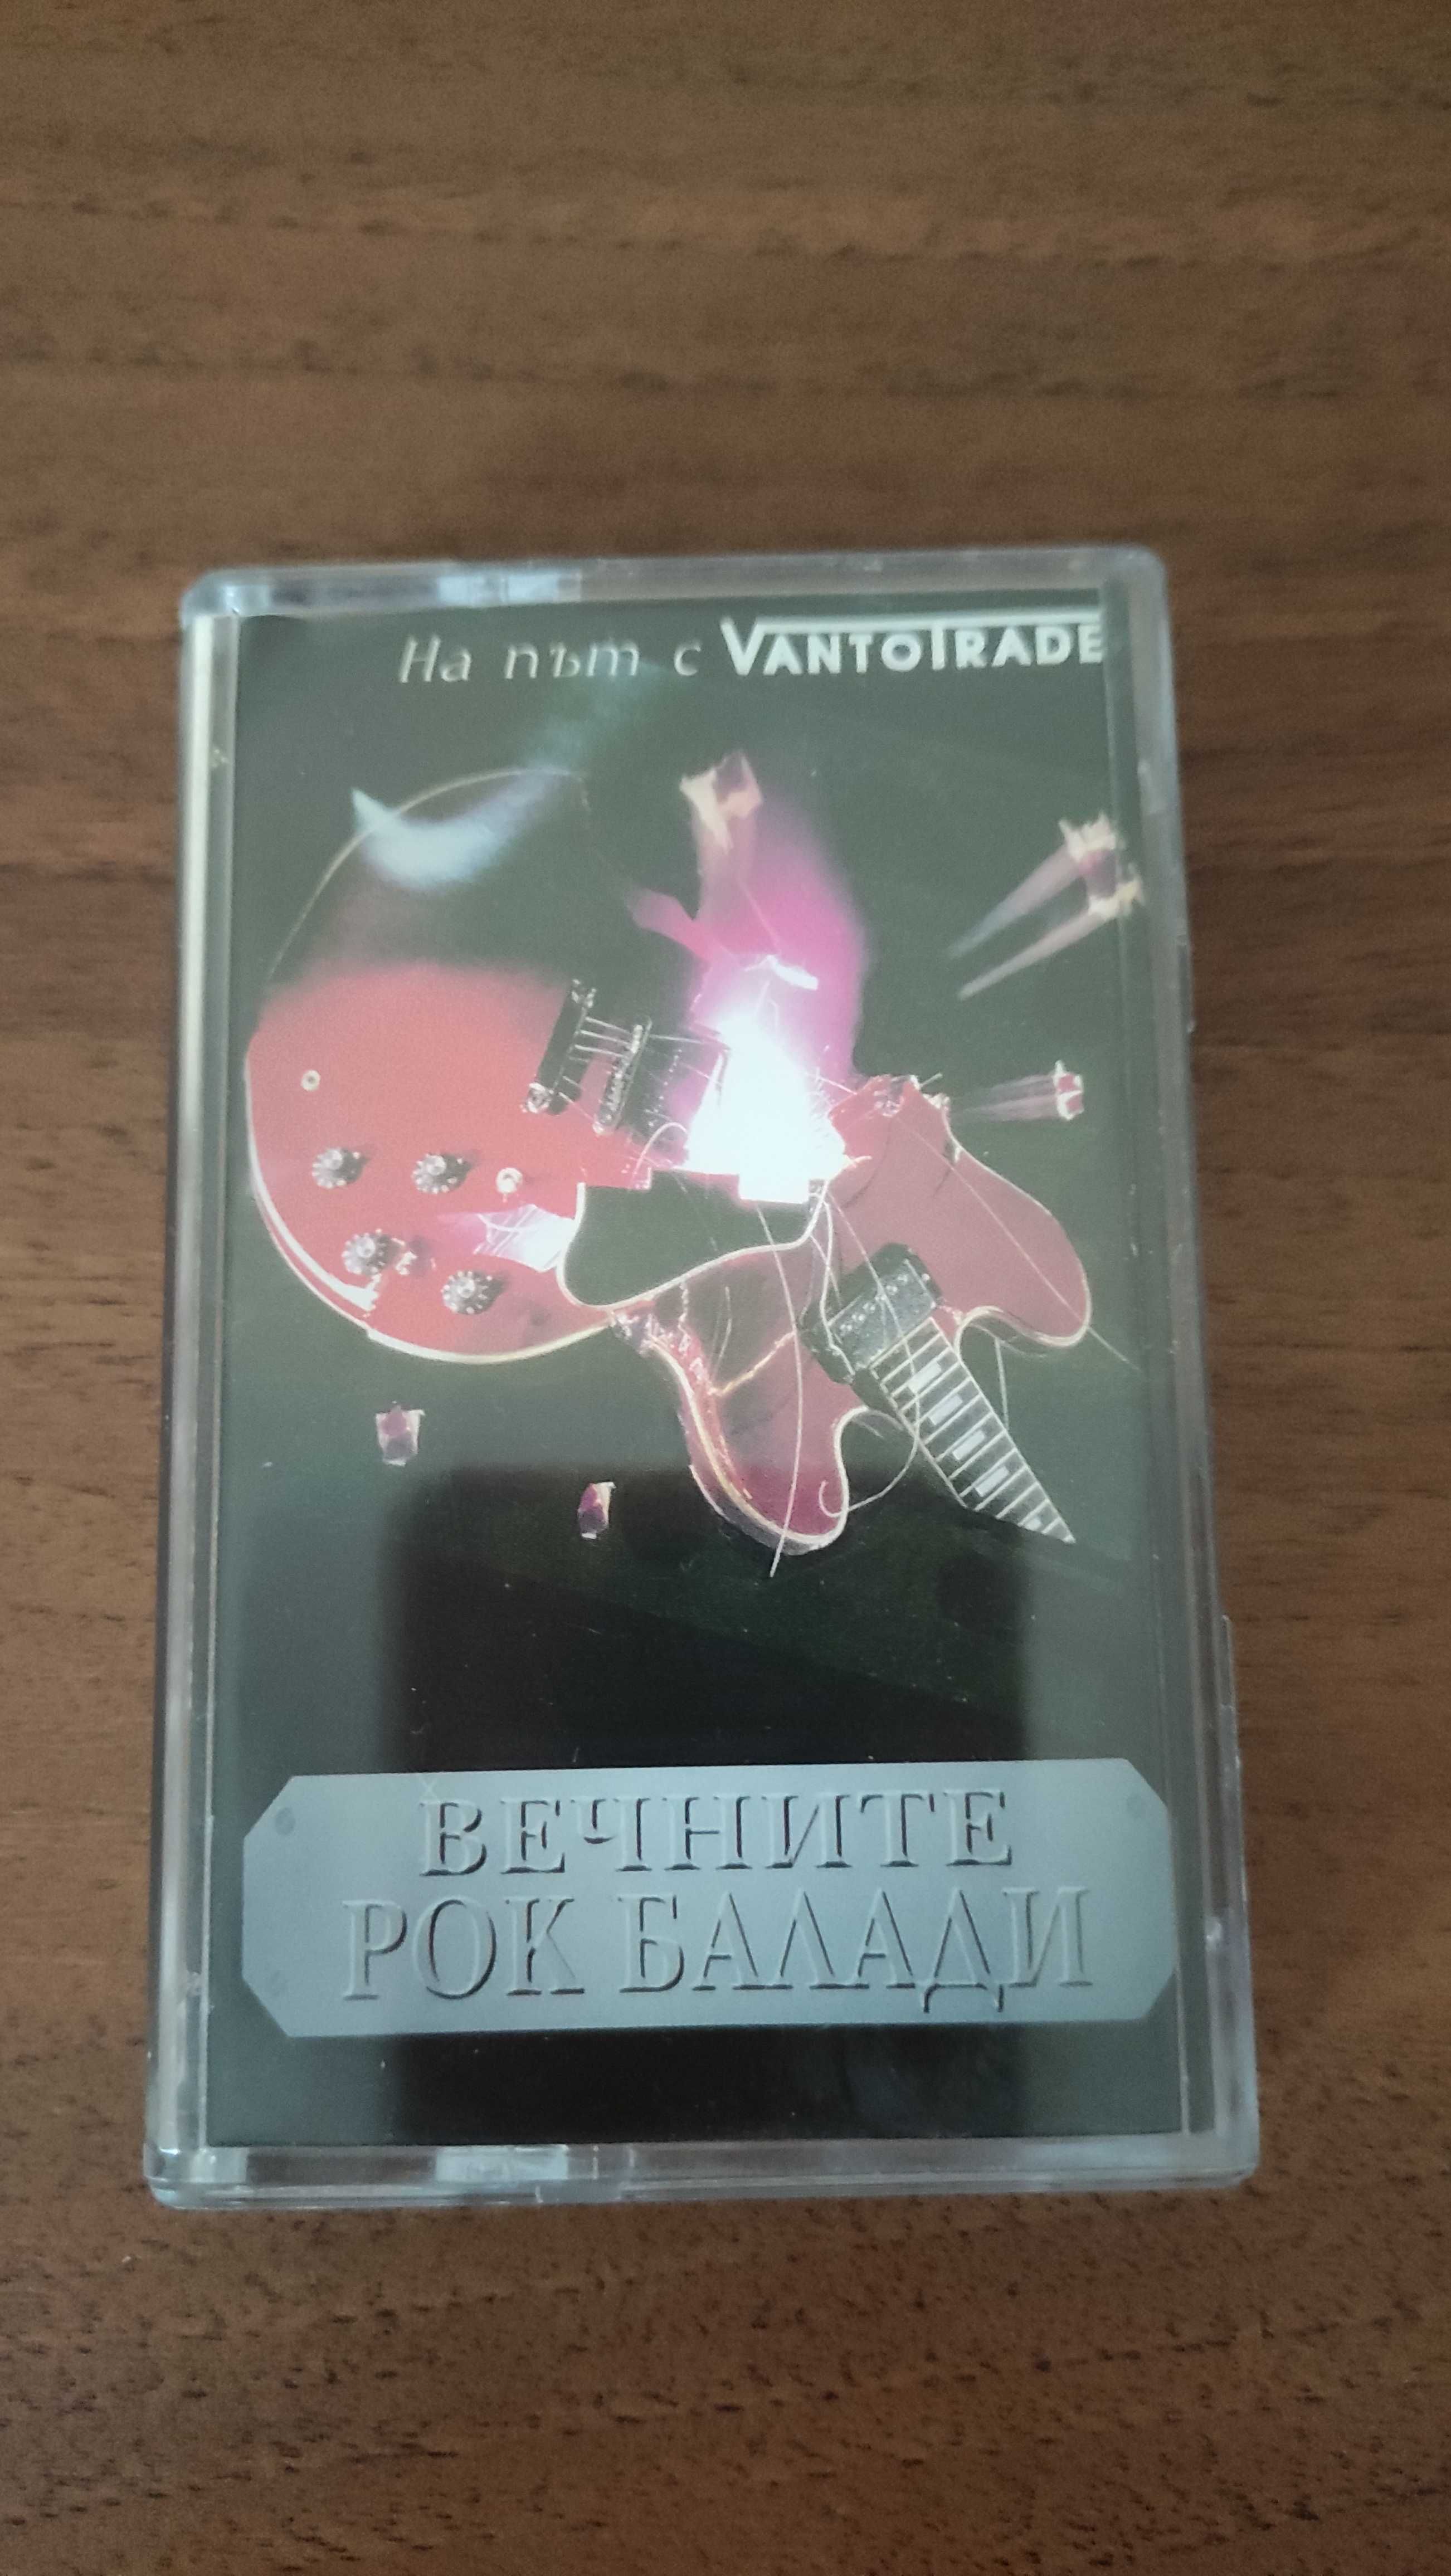 На път с VANTOTRADE
ВЕЧНИТЕ
РОК БАЛАДИ